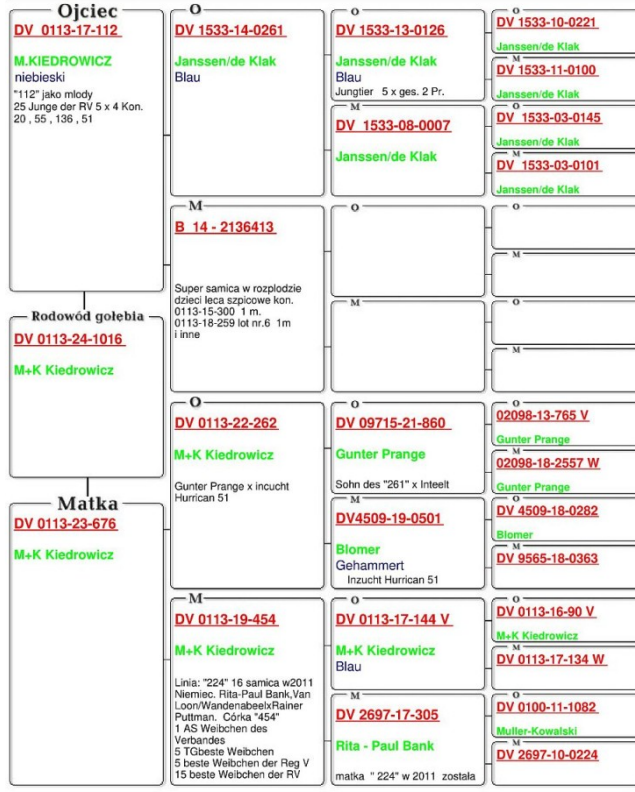 Ojciec
DV 0113-17-112
M.KIEDROWICZ
niebieski
"112" jako mlody
25 Junge der RV 5 x 4 Kon.
20 , 55 , 136 , 51
Rodowód gołębia
DV 0113-24-1016
M+K Kiedrowicz
Matka
DV 0113-23-676
M+K Kiedrowicz
O
DV 1533-14-0261
Janssen/de Klak
Blau
M
B 14 - 2136413
Super samica w rozplodzie
dzieci leca szpicowe kon.
0113-15-300 1 m.
0113-18-259 lot nr.6 1m
i inne
O
DV 0113-22-262
M+K Kiedrowicz
Gunter Prange x incucht
Hurrican 51
M
DV 0113-19-454
M+K Kiedrowicz
Linia: "224" 16 samica w2011
Niemiec. Rita-Paul Bank,Van
Loon/WandenabeelxRainer
Puttman. Córka "454"
1 AS Weibchen des
Verbandes
5 TGbeste Weibchen
5 beste Weibchen der Reg V
15 beste Weibchen der RV
O
DV 1533-13-0126
Janssen/de Klak
Blau
Jungtier 5 x ges. 2 Pr.
M
DV 1533-08-0007
Janssen/de Klak
O
M
O
DV 09715-21-860
Gunter Prange
Sohn des "261" x Inteelt
M
DV4509-19-0501
Blomer
Gehammert
Inzucht Hurrican 51
O
DV 0113-17-144 V
M+K Kiedrowicz
Blau
M
DV 2697-17-305
Rita - Paul Bank
matka " 224" w 2011 została
O
DV 1533-10-0221
Janssen/de Klak
M
DV 1533-11-0100
Janssen/de Klak
O
DV 1533-03-0145
Janssen/de Klak
M
DV 1533-03-0101
Janssen/de Klak
O
M
O
M
O
02098-13-765 V
Gunter Prange
M
02098-18-2557 W
Gunter Prange
O
DV 4509-18-0282
Blomer
M
DV 9565-18-0363
O
DV 0113-16-90 V
M+K Kiedrowicz
M
DV 0113-17-134 W
O
DV 0100-11-1082
Muller-Kowalski
M
DV 2697-10-0224